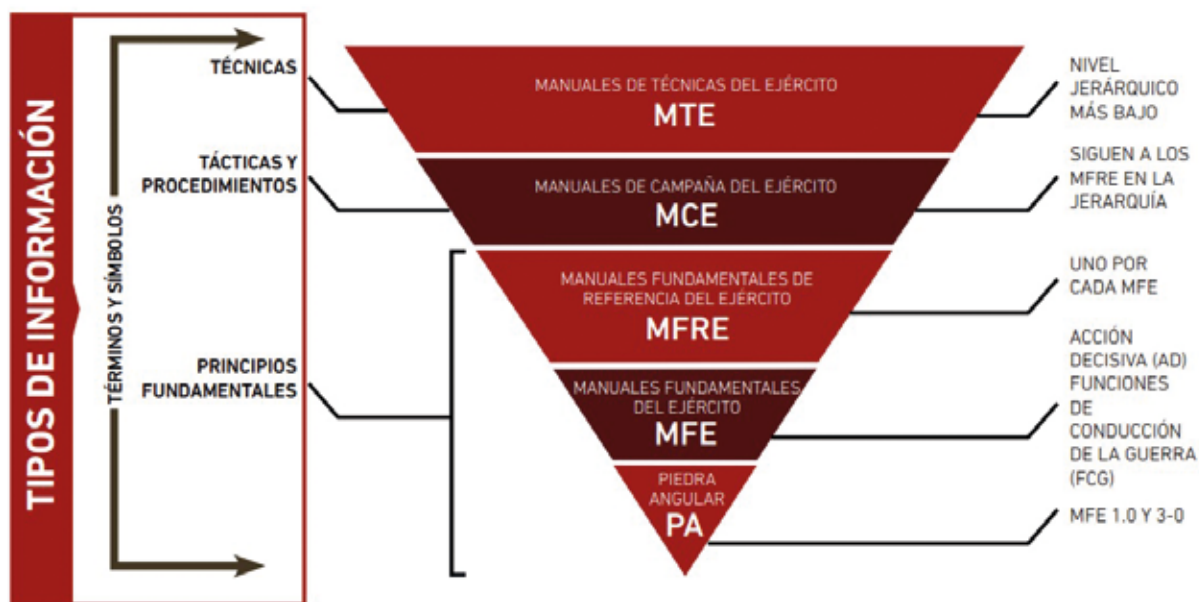 TIPOS DE INFORMACIÓN
TÉRMINOS Y SÍMBOLOS
TÉCNICAS
TÁCTICAS Y
PROCEDIMIENTOS
PRINCIPIOS
FUNDAMENTALES
MANUALES DE TÉCNICAS DEL EJÉRCITO
MTE
MANUALES DE CAMPAÑA DEL EJÉRCITO
MCE
MANUALES FUNDAMENTALES DE
REFERENCIA DEL EJÉRCITO
MFRE
MANUALES FUNDAMENTALES
DEL EJÉRCITO
MFE
PIEDRA
ANGULAR
PA
NIVEL
JERÁRQUICO
MÁS BAJO
SIGUEN A LOS
MFRE EN LA
JERARQUÍA
UNO POR
CADA MFE
ACCIÓN
DECISIVA (AD)
FUNCIONES
DE
CONDUCCIÓN
DE LA GUERRA
(FCG)
MFE 1.0 Y 3-0